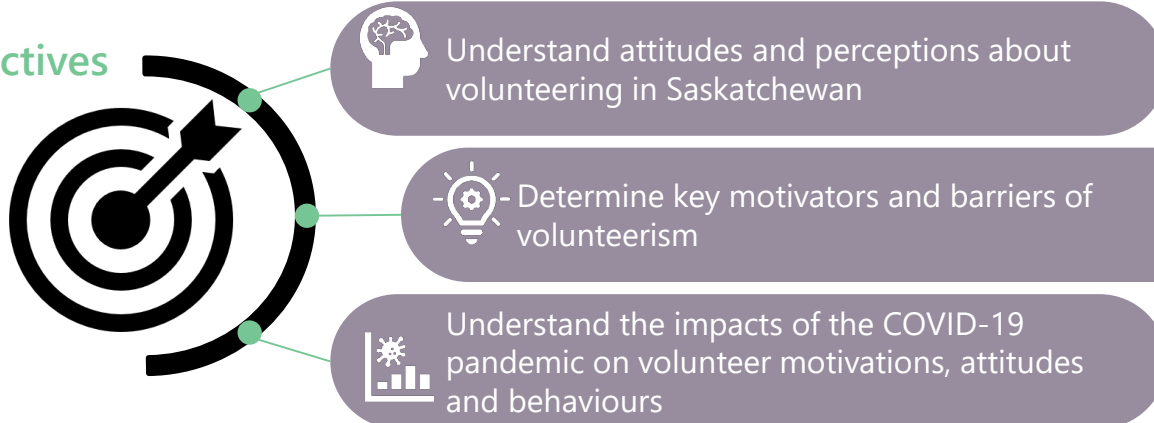 ctives
Understand attitudes and perceptions about
volunteering in Saskatchewan
Determine key motivators and barriers of
volunteerism
Understand the impacts of the COVID-19
pandemic on volunteer motivations, attitudes
and behaviours